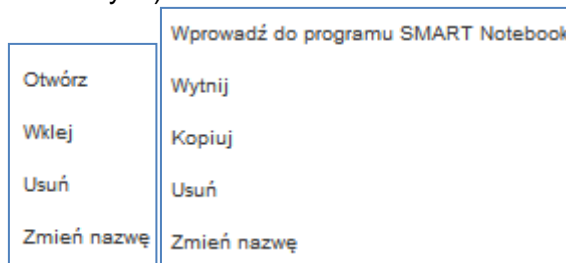 Otwórz
Wklej
Usuń
Zmień nazwę
Wprowadź do programu SMART Notebook
Wytnij
Kopiuj
Usuń
Zmień nazwę